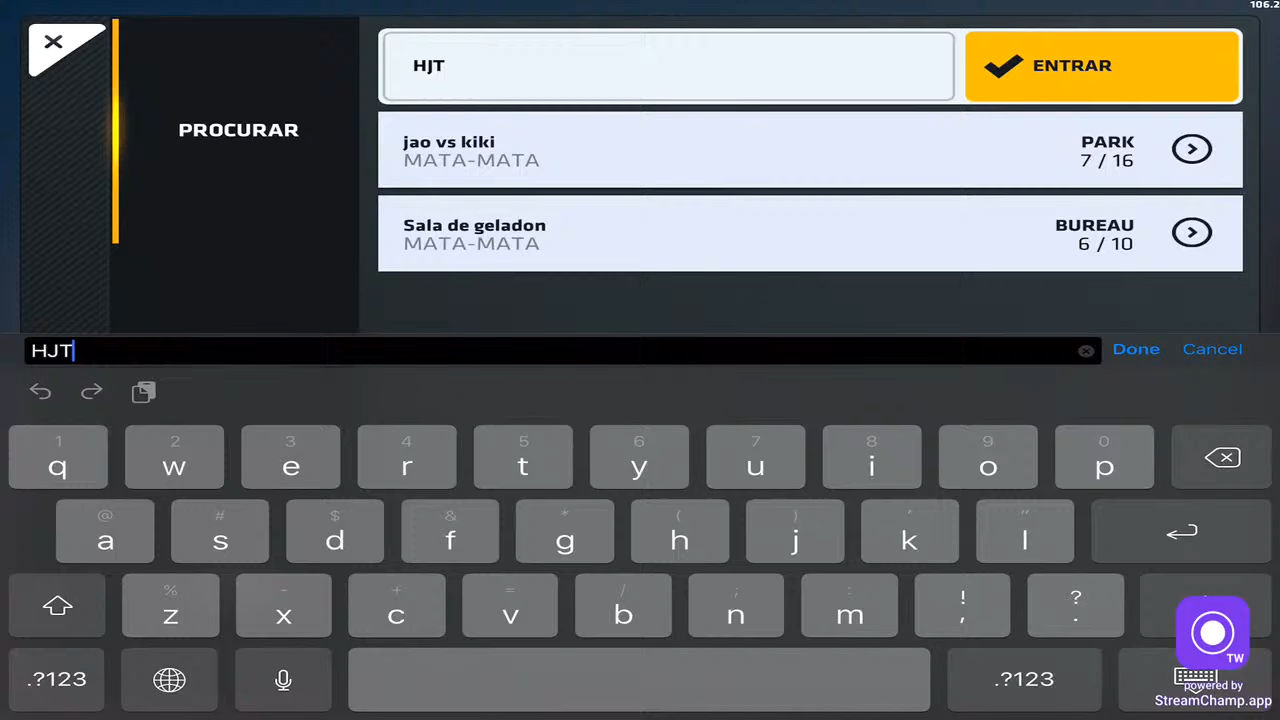 106.2
HJT
ENTRAR
PROCURAR
jao vs kiki
MATA-MATA
PARK
7 / 16
Sala de geladon
MATA-MATA
BUREAU
6 / 10
HJT
Done
Cancel
1 2 3 4 5 6 7 8 9 0
q w e r t y u i o p
@ # $ & * ( ) ' "
a s d f g h j k l
% - + = / ; : ! ?
z x c v b n m , .
.?123
.?123
TW
powered by
StreamChamp.app